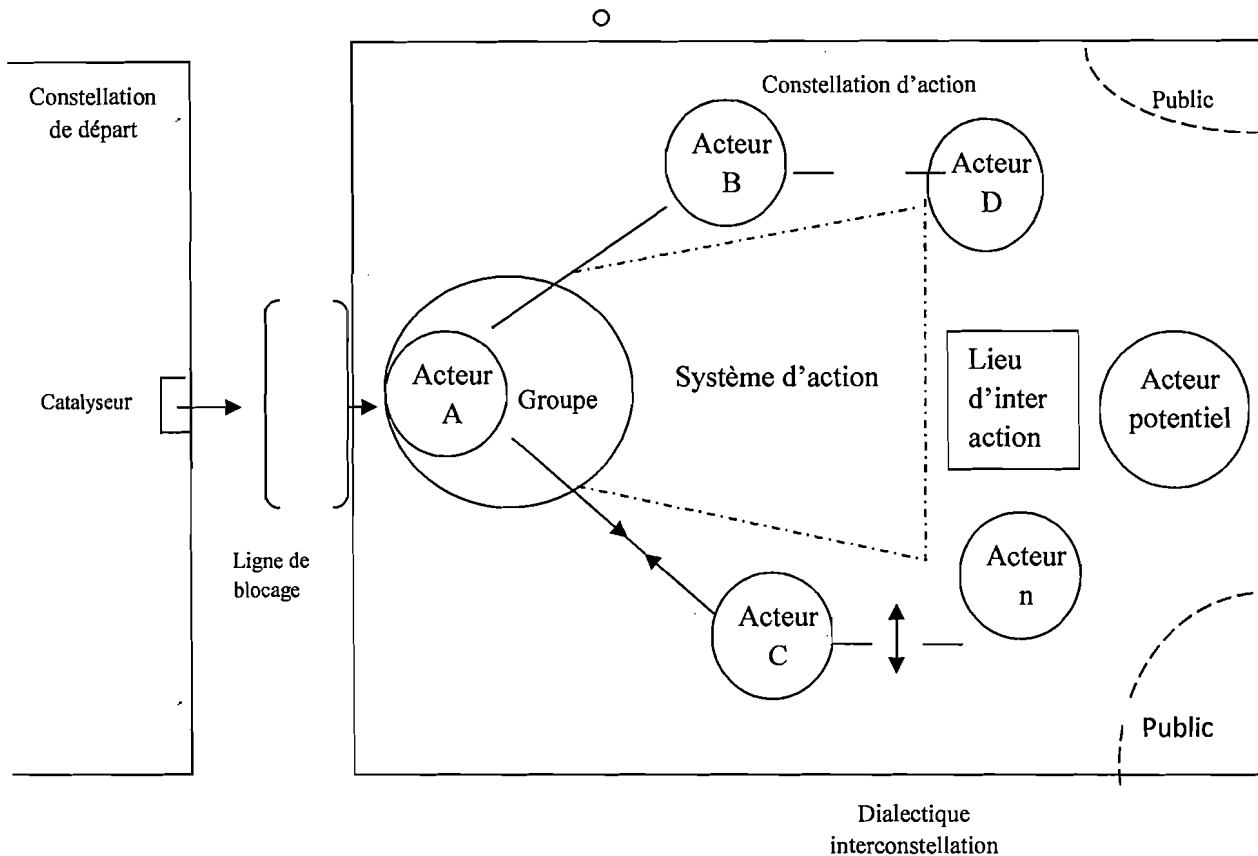 Constellation
de départ
Catalyseur
Ligne de
blocage
Constellation d'action
Public
Acteur
B
Acteur
D
Acteur
A
Groupe
Système d'action
Lieu
d'inter
action
Acteur
potentiel
Acteur
n
Acteur
C
Public
Dialectique
interconstellation